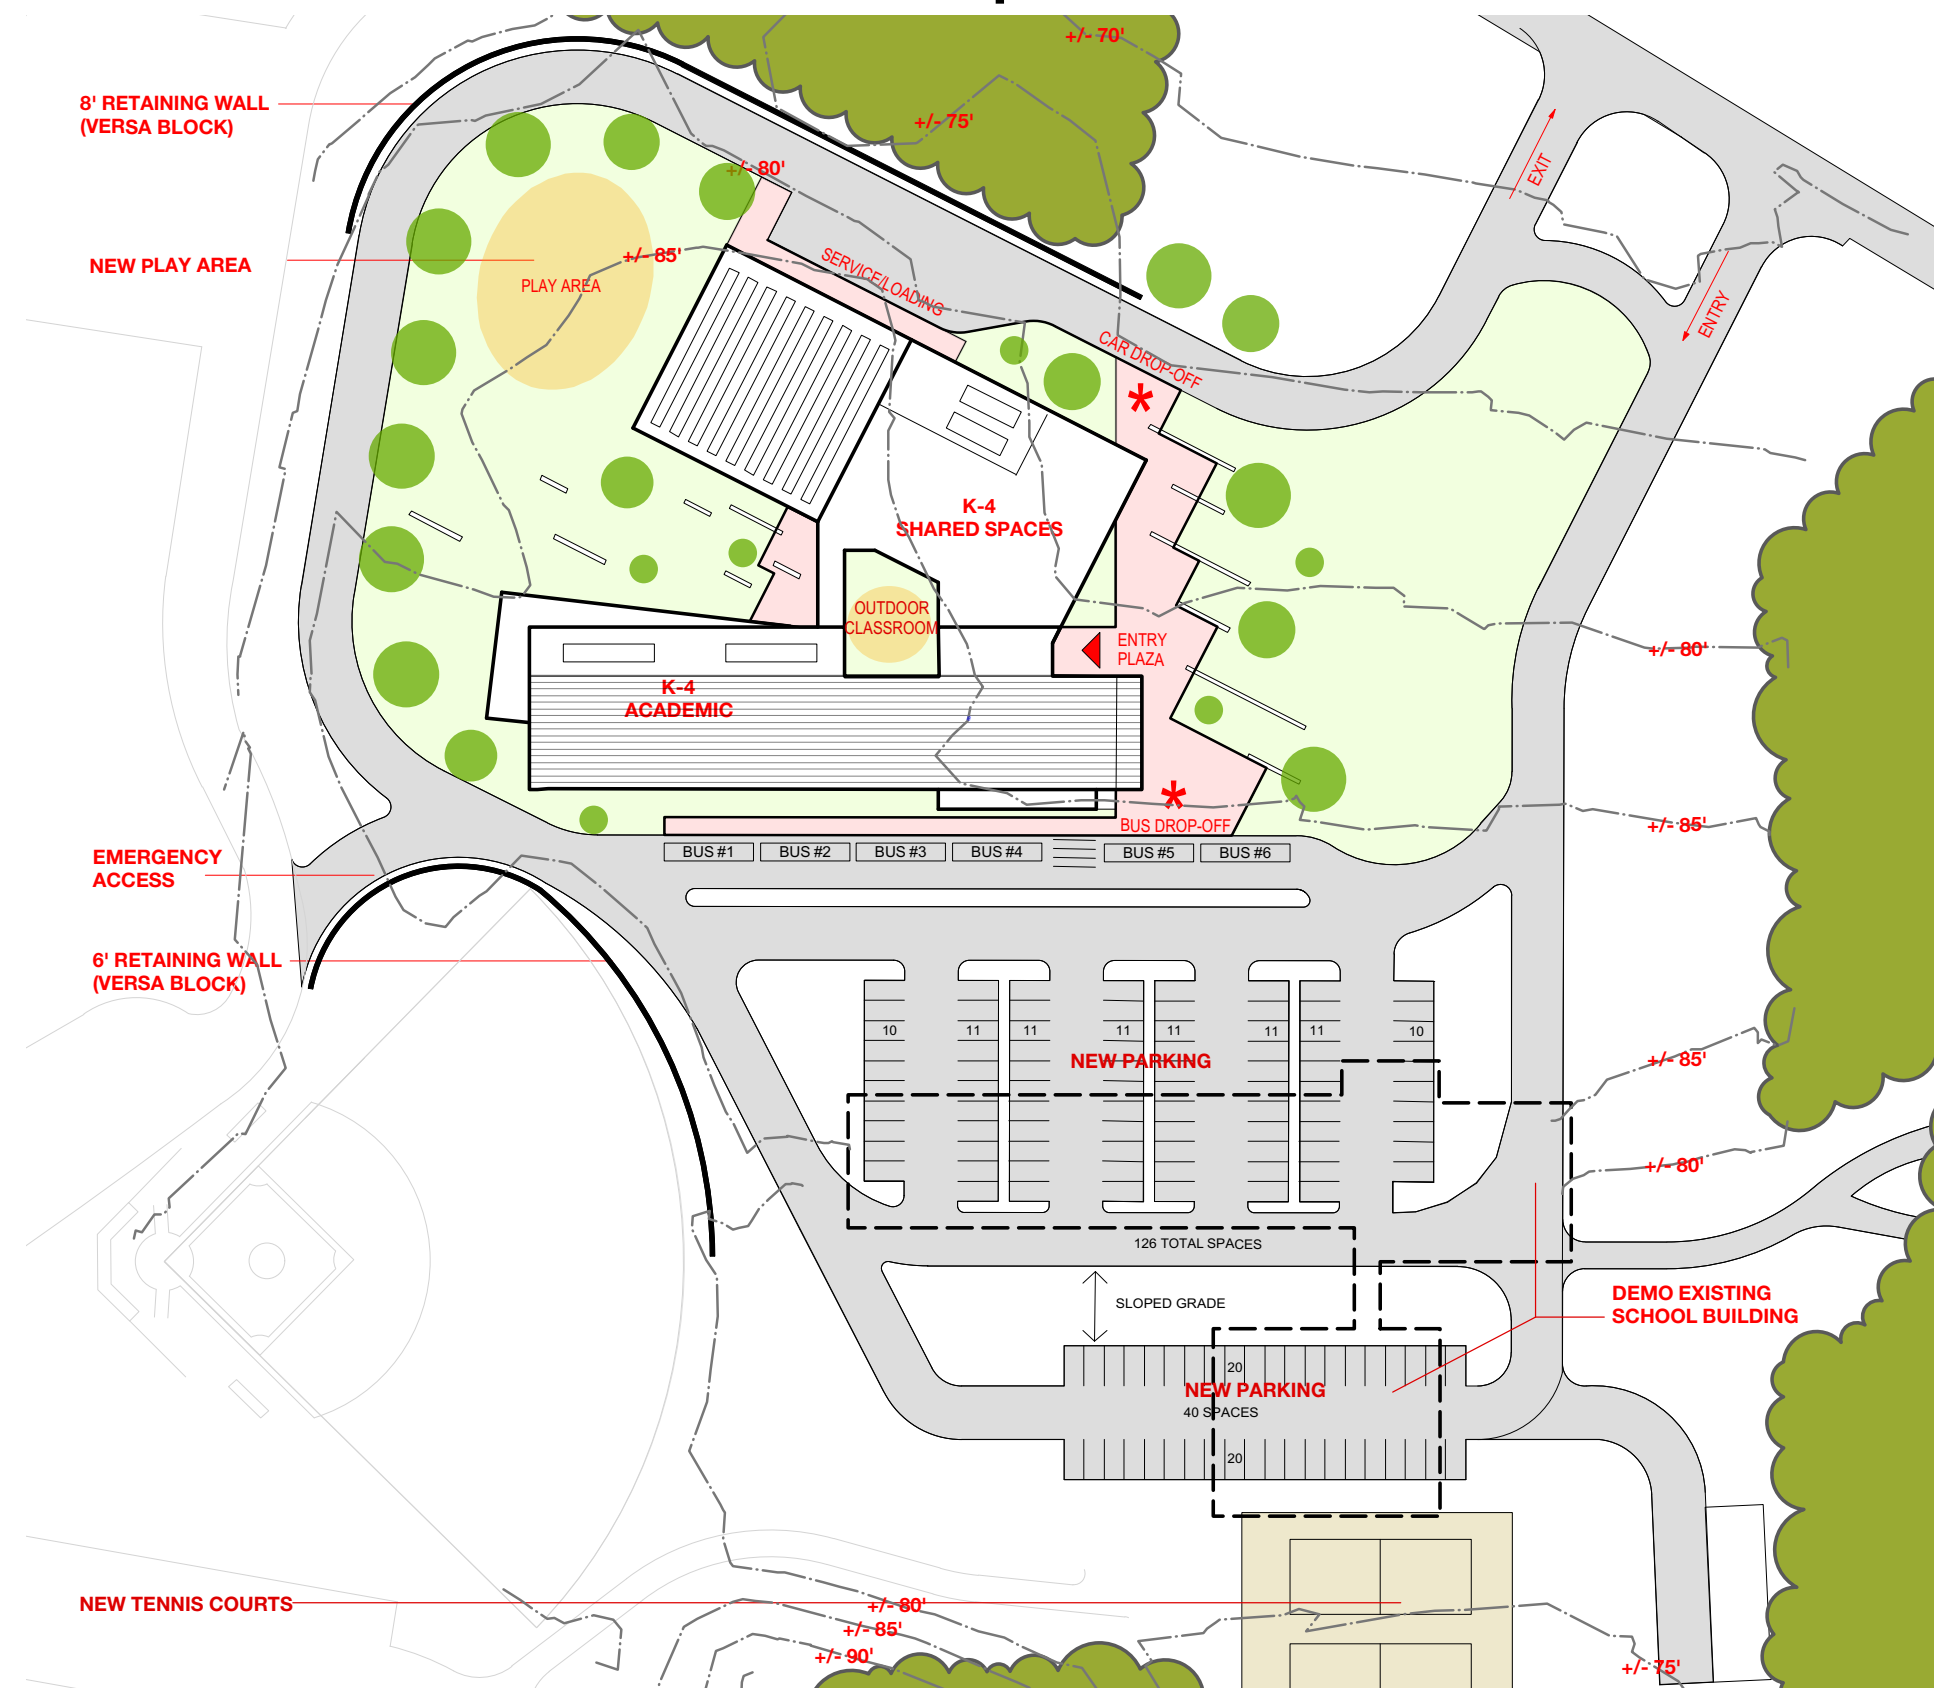 +/- 70'
8' RETAINING WALL
(VERSA BLOCK)
+/- 75'
+/- 80'
EXIT
NEW PLAY AREA
+/- 85'
PLAY AREA
SERVICE/LOADING
ENTRY
CAR DROP-OFF
*
K-4
SHARED SPACES
OUTDOOR
CLASSROOM
ENTRY
PLAZA
+/- 80'
K-4
ACADEMIC
*
BUS DROP-OFF
+/- 85'
BUS #1
BUS #2
BUS #3
BUS #4
BUS #5
BUS #6
EMERGENCY
ACCESS
6' RETAINING WALL
(VERSA BLOCK)
10
11
11
11
11
11
11
10
NEW PARKING
+/- 85'
+/- 80'
126 TOTAL SPACES
SLOPED GRADE
DEMO EXISTING
SCHOOL BUILDING
20
NEW PARKING
40 SPACES
20
NEW TENNIS COURTS
+/- 80'
+/- 85'
+/- 90'
+/- 75'